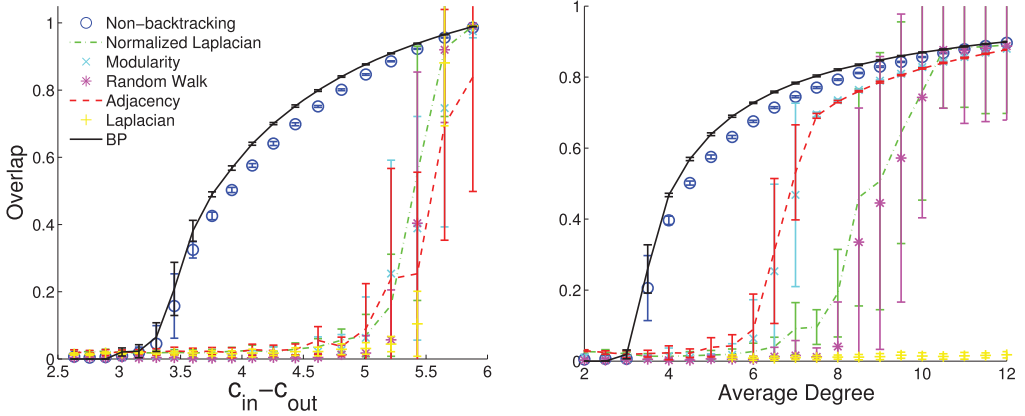 1
0.8
0.6
0.4
0.2
0
Overlap
Non-backtracking
Normalized Laplacian
Modularity
Random Walk
Adjacency
Laplacian
BP
2.5 3 3.5 4 4.5 5 5.5 6
c_in-c_out
1
0.8
0.6
0.4
0.2
0
2 4 6 8 10 12
Average Degree